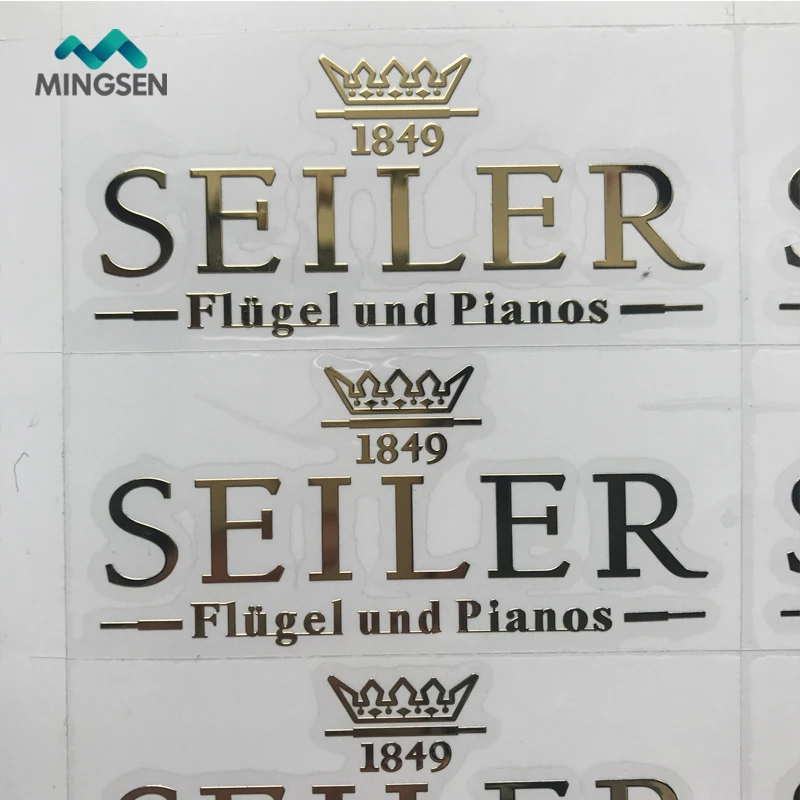 MINGSEN
1849
SEILER
Flügel und Pianos
1849
SEILER
Flügel und Pianos
1849